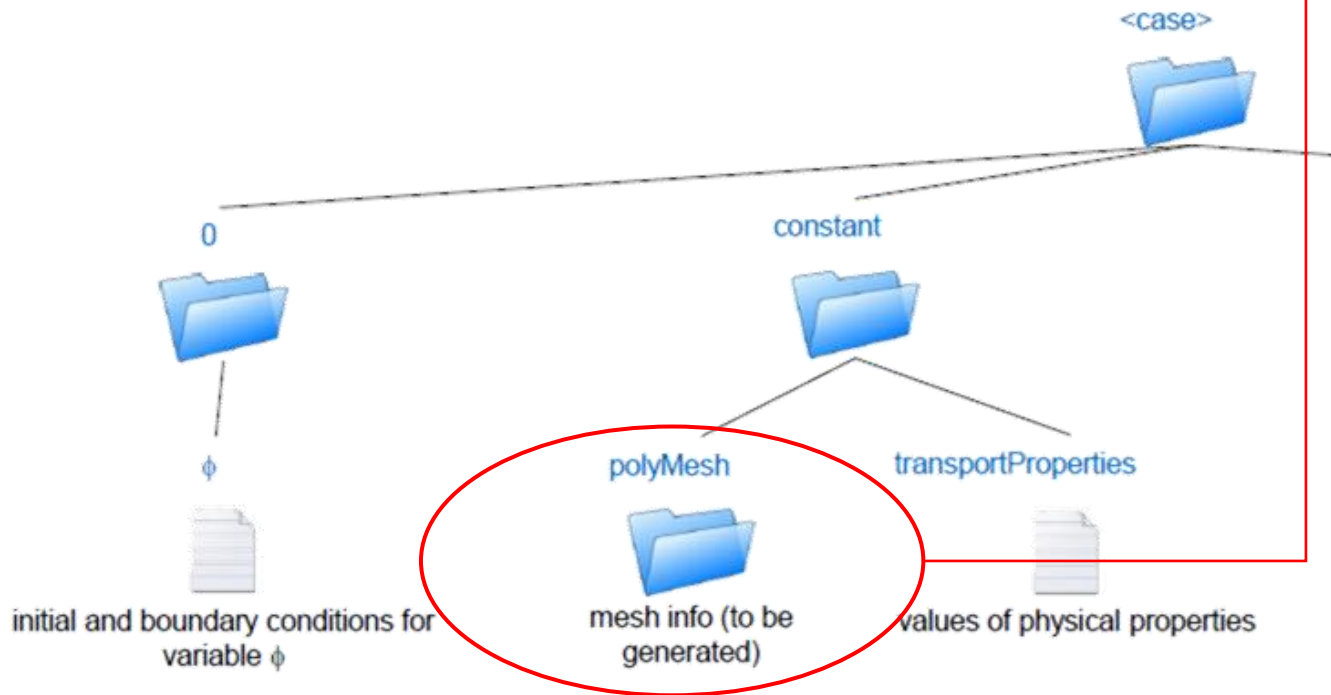 <case>
0
constant
ϕ
polyMesh
transportProperties
initial and boundary conditions for
variable ϕ
mesh info (to be
generated)
values of physical properties